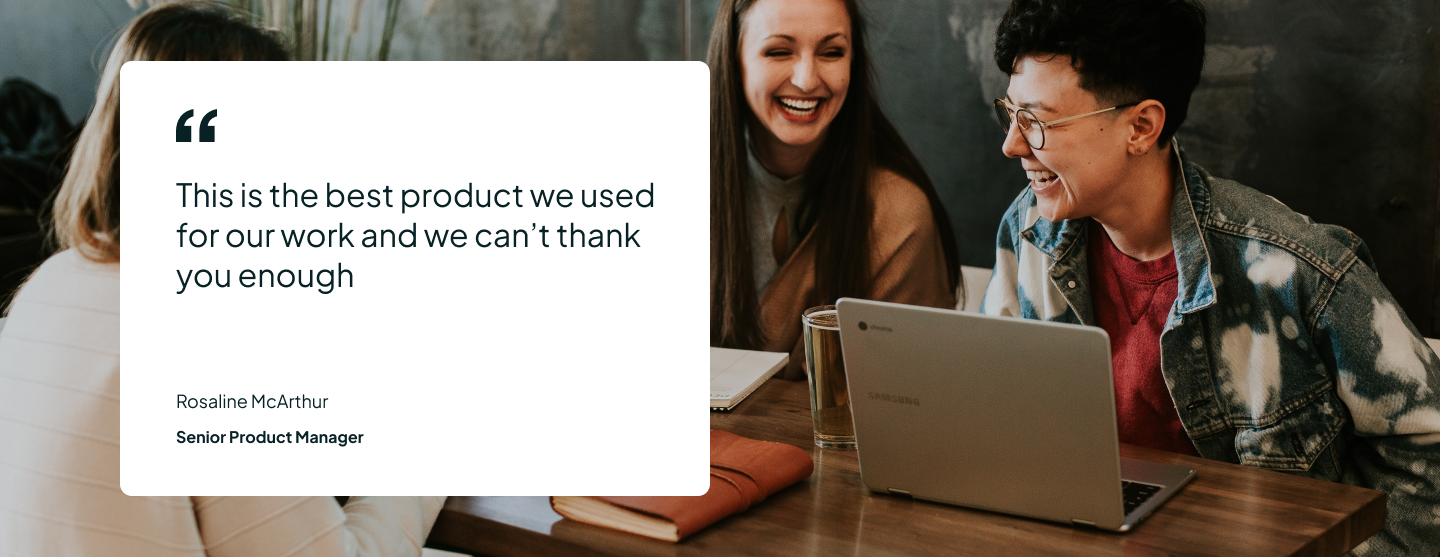 “
This is the best product we used
for our work and we can’t thank
you enough
Rosaline McArthur
Senior Product Manager
chrome
SAMSUNG